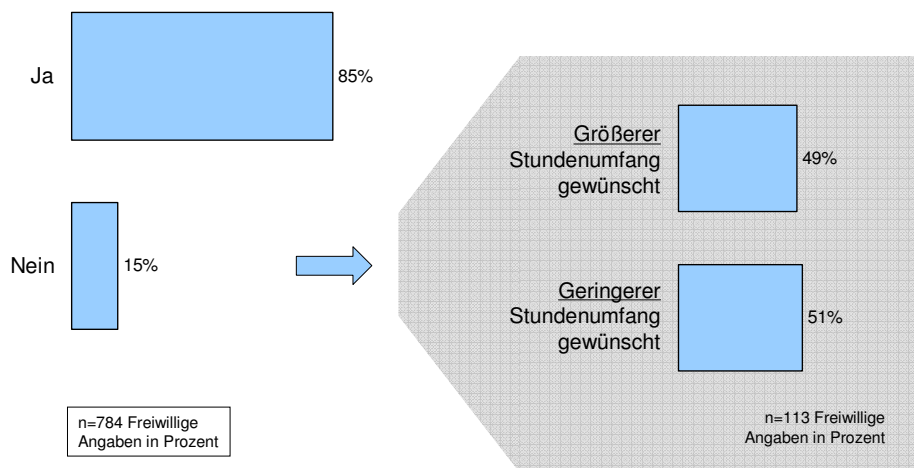 Ja
85%
Nein
15%
n=784 Freiwillige
Angaben in Prozent
Größerer
Stundenumfang
gewünscht
49%
Geringerer
Stundenumfang
gewünscht
51%
n=113 Freiwillige
Angaben in Prozent